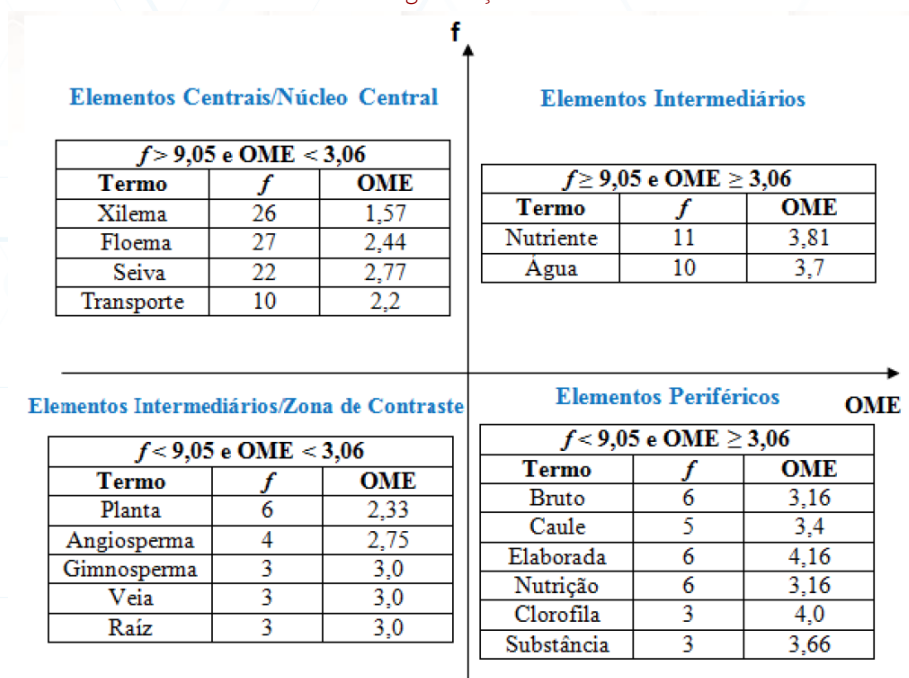 f
Elementos Centrais/Núcleo Central
f > 9,05 e OME < 3,06
Termo f OME
Xilema 26 1,57
Floema 27 2,44
Seiva 22 2,77
Transporte 10 2,2
Elementos Intermediários
f ≥ 9,05 e OME ≥ 3,06
Termo f OME
Nutriente 11 3,81
Água 10 3,7
Elementos Intermediários/Zona de Contraste
f < 9,05 e OME < 3,06
Termo f OME
Planta 6 2,33
Angiosperma 4 2,75
Gimnosperma 3 3,0
Veia 3 3,0
Raíz 3 3,0
Elementos Periféricos
OME
f < 9,05 e OME ≥ 3,06
Termo f OME
Bruto 6 3,16
Caule 5 3,4
Elaborada 6 4,16
Nutrição 6 3,16
Clorofila 3 4,0
Substância 3 3,66